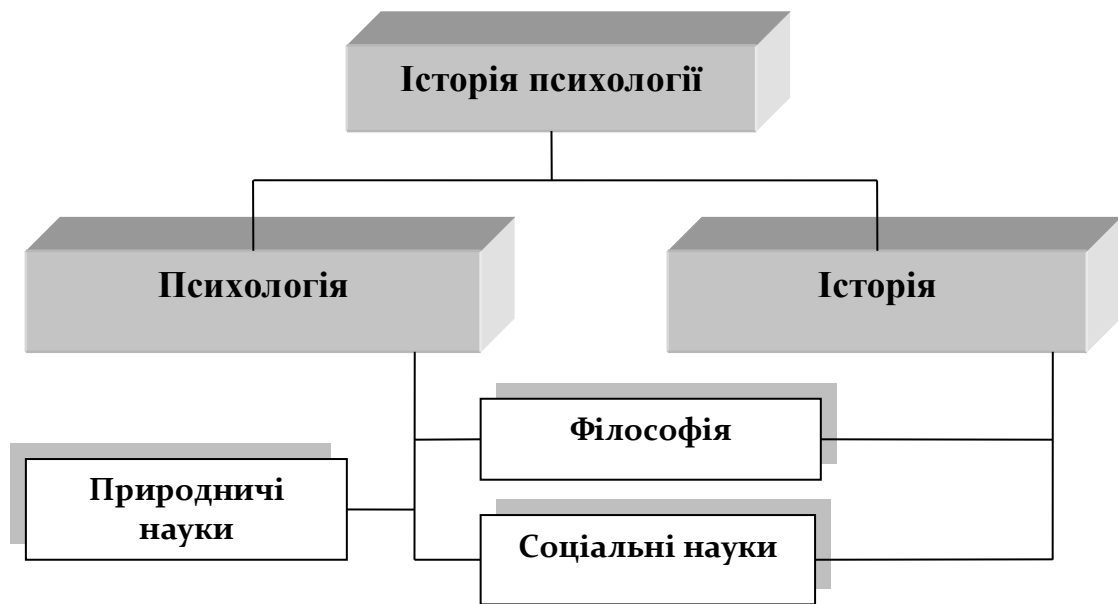 Історія психології
Психологія
Історія
Філософія
Природничі
науки
Соціальні науки